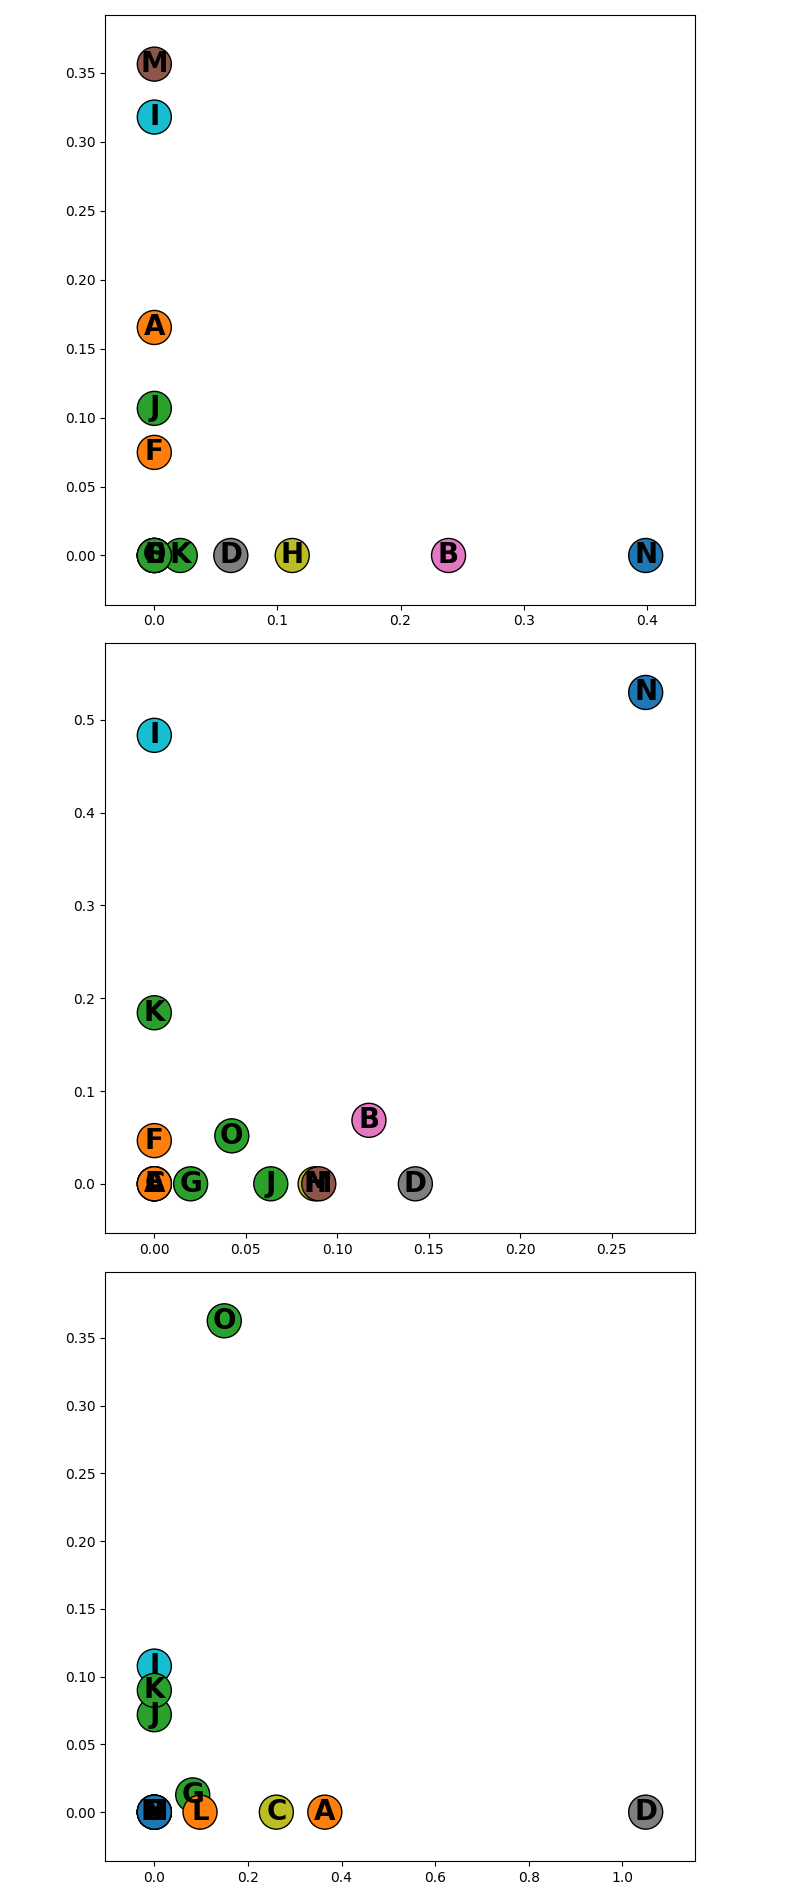 M
0.35
I
0.30
0.25
0.20
A
0.15
J
0.10
F
0.05
0.00 K D H B N
0.0 0.1 0.2 0.3 0.4
N
0.5
I
0.4
0.3
0.2
K
0.1
B
O
F
0.0 G J D
0.00 0.05 0.10 0.15 0.20 0.25
O
0.35
0.30
0.25
0.20
0.15
I
0.10
K
J
0.05
G
0.00 L C A D
0.0 0.2 0.4 0.6 0.8 1.0